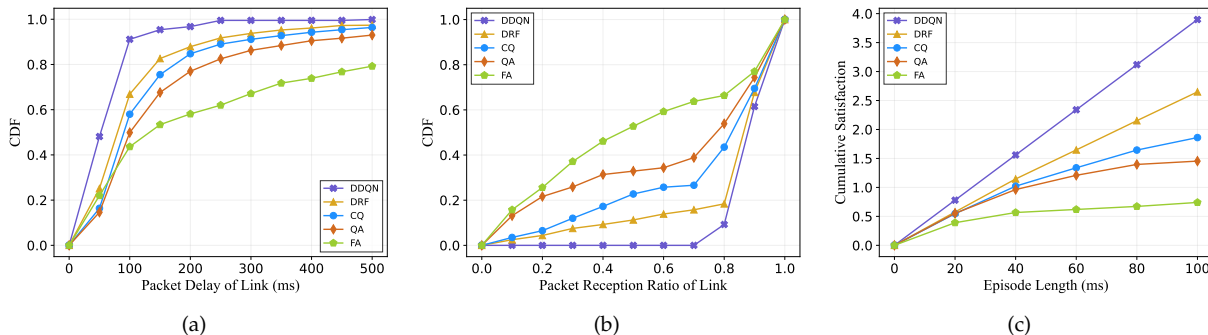 1.0
0.8
0.6
0.4
0.2
0.0
CDF
DDQN
DRF
CQ
QA
FA
0 100 200 300 400 500
Packet Delay of Link (ms)
(a)
1.0
0.8
0.6
0.4
0.2
0.0
CDF
DDQN
DRF
CQ
QA
FA
0.0 0.2 0.4 0.6 0.8 1.0
Packet Reception Ratio of Link
(b)
4.0
3.5
3.0
2.5
2.0
1.5
1.0
0.5
0.0
Cumulative Satisfaction
DDQN
DRF
CQ
QA
FA
0 20 40 60 80 100
Episode Length (ms)
(c)